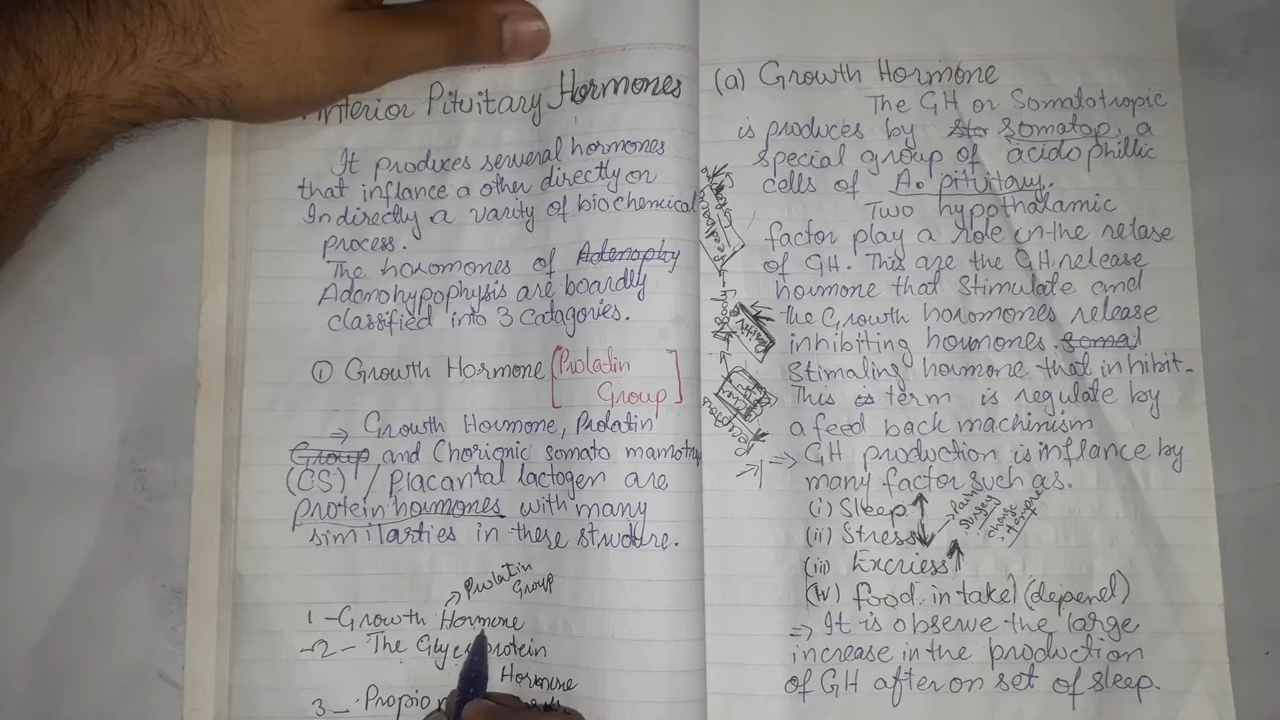 Anterior Pituitary Hormones
It produces serveral hormones
that inflance a other directly or
Indirectly a varity of biochemical
process.
The horomones of Adenophy
Adenohypophysis are boardly
classified into 3 catagories.
① Growth Hormone [Prolatin
Group]
⇒ Growth Hormone, Prolatin
Group and Chorionic somato mamotro
(CS) / Placantal lactogen are
protein hormones with many
similarties in these structure.
→ Prolatin
Group
1 - Growth Hormone
-2- The Glyco protein
Hormone
3 - Propio
(a) Growth Hormone
The GH or Somatotropic
is produces by sto somatop, a
special group of acidophillic
cells of A. pituitary.
Two hypothalamic
factor play a role in the relase
of GH. This are the GH release
hormone that Stimulate and
the Growth horomones release
inhibiting hormones. somat
Stimaling hormone that inhibit-
This is term is regulate by
a feed back machinism
⇒ GH production is inflance by
many factor such as.
(i) Sleep ↑
(ii) Stress ↓
(iii) Excriess ↑
(iv) food intake (depend)
⇒ It is observe the large
increase in the production
of GH after on set of sleep.